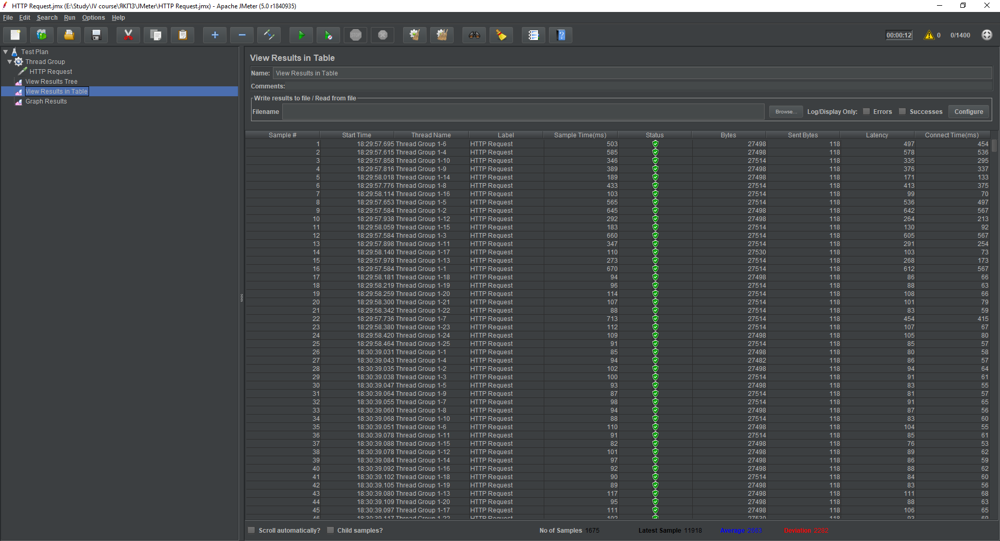 HTTP Request.jmx (E:\Study\IV course\ЯКПЗ\JMeter\HTTP Request.jmx) - Apache JMeter (5.0 r1840935)
File Edit Search Run Options Help
STOP 00:00:12 0 0/1400
Test Plan
Thread Group
HTTP Request
View Results Tree
View Results in Table
Graph Results
View Results in Table
Name: View Results in Table
Comments:
Write results to file / Read from file
Filename Browse... Log/Display Only: Errors Successes Configure
Sample # Start Time Thread Name Label Sample Time(ms) Status Bytes Sent Bytes Latency Connect Time(ms)
1 18:29:57.695 Thread Group 1-6 HTTP Request 503 27498 118 497 454
2 18:29:57.615 Thread Group 1-4 HTTP Request 585 27498 118 578 536
3 18:29:57.858 Thread Group 1-10 HTTP Request 346 27514 118 335 295
4 18:29:57.816 Thread Group 1-9 HTTP Request 389 27498 118 376 337
5 18:29:58.018 Thread Group 1-14 HTTP Request 189 27498 118 171 133
6 18:29:57.776 Thread Group 1-8 HTTP Request 433 27514 118 413 375
7 18:29:58.114 Thread Group 1-16 HTTP Request 103 27514 118 99 70
8 18:29:57.653 Thread Group 1-5 HTTP Request 565 27514 118 536 497
9 18:29:57.584 Thread Group 1-2 HTTP Request 645 27498 118 642 567
10 18:29:57.938 Thread Group 1-12 HTTP Request 292 27498 118 264 213
11 18:29:58.059 Thread Group 1-15 HTTP Request 183 27514 118 130 92
12 18:29:57.584 Thread Group 1-3 HTTP Request 660 27514 118 605 567
13 18:29:57.898 Thread Group 1-11 HTTP Request 347 27514 118 291 254
14 18:29:58.140 Thread Group 1-17 HTTP Request 110 27530 118 103 73
15 18:29:57.978 Thread Group 1-13 HTTP Request 273 27514 118 268 173
16 18:29:57.584 Thread Group 1-1 HTTP Request 670 27514 118 612 567
17 18:29:58.181 Thread Group 1-18 HTTP Request 94 27498 118 86 66
18 18:29:58.219 Thread Group 1-19 HTTP Request 96 27514 118 88 63
19 18:29:58.259 Thread Group 1-20 HTTP Request 114 27514 118 108 66
20 18:29:58.300 Thread Group 1-21 HTTP Request 107 27514 118 101 79
21 18:29:58.342 Thread Group 1-22 HTTP Request 88 27514 118 83 59
22 18:29:57.736 Thread Group 1-7 HTTP Request 713 27514 118 454 415
23 18:29:58.380 Thread Group 1-23 HTTP Request 112 27514 118 107 67
24 18:29:58.420 Thread Group 1-24 HTTP Request 109 27498 118 105 80
25 18:29:58.464 Thread Group 1-25 HTTP Request 91 27514 118 85 57
26 18:30:39.031 Thread Group 1-1 HTTP Request 85 27498 118 80 58
27 18:30:39.043 Thread Group 1-4 HTTP Request 94 27482 118 86 57
28 18:30:39.035 Thread Group 1-2 HTTP Request 102 27498 118 94 64
29 18:30:39.038 Thread Group 1-3 HTTP Request 100 27514 118 91 61
30 18:30:39.047 Thread Group 1-5 HTTP Request 93 27498 118 83 55
31 18:30:39.064 Thread Group 1-9 HTTP Request 87 27514 118 81 57
32 18:30:39.055 Thread Group 1-7 HTTP Request 98 27514 118 91 65
33 18:30:39.060 Thread Group 1-8 HTTP Request 94 27498 118 87 56
34 18:30:39.068 Thread Group 1-10 HTTP Request 88 27514 118 83 60
35 18:30:39.051 Thread Group 1-6 HTTP Request 110 27498 118 104 55
36 18:30:39.078 Thread Group 1-11 HTTP Request 91 27514 118 85 61
37 18:30:39.088 Thread Group 1-15 HTTP Request 82 27498 118 76 53
38 18:30:39.078 Thread Group 1-12 HTTP Request 101 27498 118 89 62
39 18:30:39.084 Thread Group 1-14 HTTP Request 97 27498 118 86 59
40 18:30:39.092 Thread Group 1-16 HTTP Request 92 27498 118 88 62
41 18:30:39.102 Thread Group 1-18 HTTP Request 90 27514 118 84 60
42 18:30:39.105 Thread Group 1-19 HTTP Request 89 27498 118 83 56
43 18:30:39.080 Thread Group 1-13 HTTP Request 117 27498 118 111 68
44 18:30:39.109 Thread Group 1-20 HTTP Request 95 27498 118 88 63
45 18:30:39.097 Thread Group 1-17 HTTP Request 111 27498 118 106 65
46 18:30:39.117 Thread Group 1-22 HTTP Request 102 27530 118 93 69
Scroll automatically? Child samples? No of Samples 1675 Latest Sample 11918 Average 2663 Deviation 2282